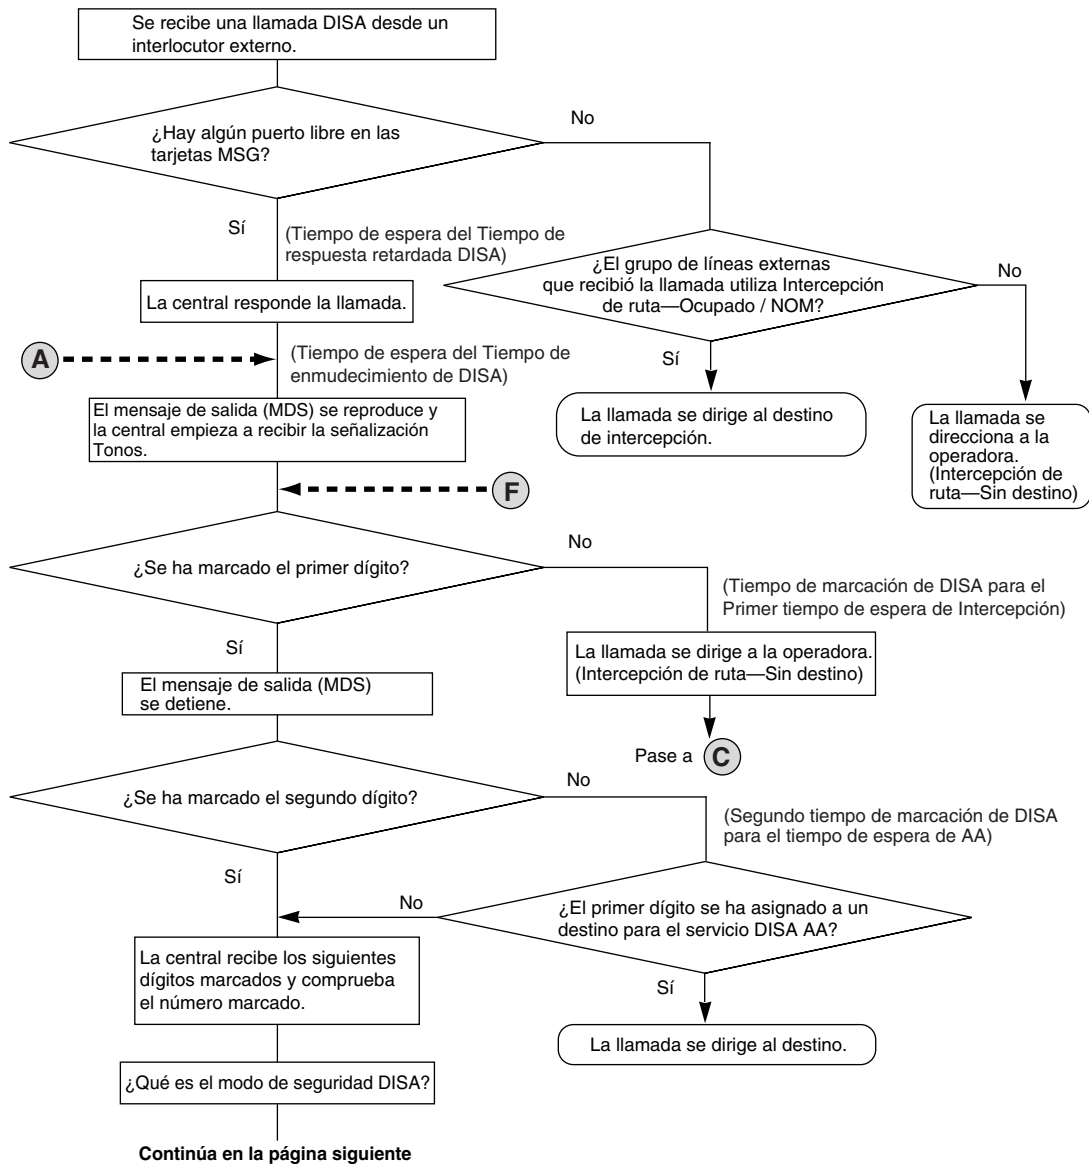 Se recibe una llamada DISA desde un
interlocutor externo.
¿Hay algún puerto libre en las
tarjetas MSG?
No
Sí
(Tiempo de espera del Tiempo de
respuesta retardada DISA)
¿El grupo de líneas externas
que recibió la llamada utiliza Intercepción
de ruta—Ocupado / NOM?
No
La central responde la llamada.
A
(Tiempo de espera del Tiempo de
enmudecimiento de DISA)
Sí
La llamada se dirige al destino
de intercepción.
La llamada se
direcciona a la
operadora.
(Intercepción de
ruta—Sin destino)
El mensaje de salida (MDS) se reproduce y
la central empieza a recibir la señalización
Tonos.
F
¿Se ha marcado el primer dígito?
No
(Tiempo de marcación de DISA para el
Primer tiempo de espera de Intercepción)
Sí
La llamada se dirige a la operadora.
(Intercepción de ruta—Sin destino)
El mensaje de salida (MDS)
se detiene.
Pase a
C
¿Se ha marcado el segundo dígito?
No
(Segundo tiempo de marcación de DISA
para el tiempo de espera de AA)
Sí
No
¿El primer dígito se ha asignado a un
destino para el servicio DISA AA?
La central recibe los siguientes
dígitos marcados y comprueba
el número marcado.
Sí
La llamada se dirige al destino.
¿Qué es el modo de seguridad DISA?
Continúa en la página siguiente